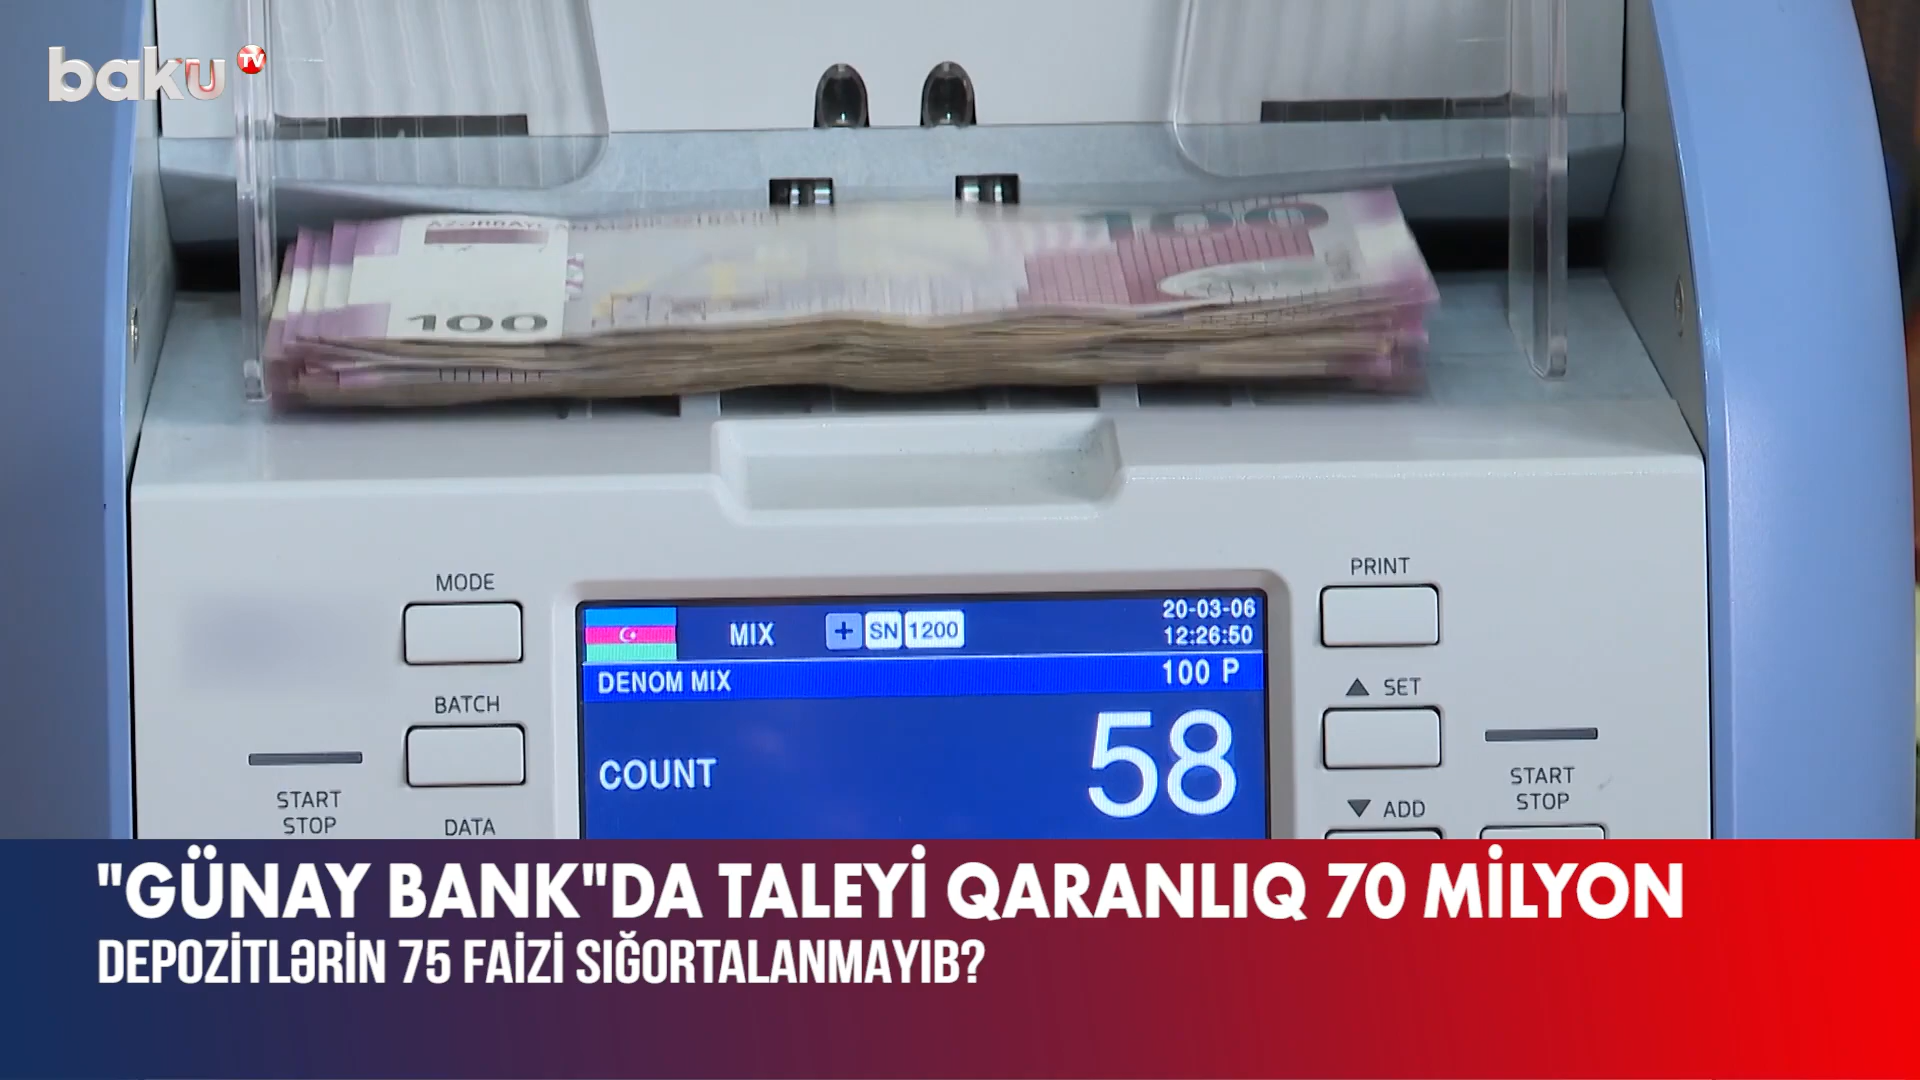 baku TV
AZƏRBAYCAN
100
100
MODE
PRINT
MIX
+ SN 1200
20-03-06
12:26:50
DENOM MIX
100 P
BATCH
▲ SET
COUNT
58
START
STOP
START
STOP
DATA
▼ ADD
"GÜNAY BANK"DA TALEYİ QARANLIQ 70 MİLYON
DEPOZİTLƏRİN 75 FAİZİ SIĞORTALANMAYIB?